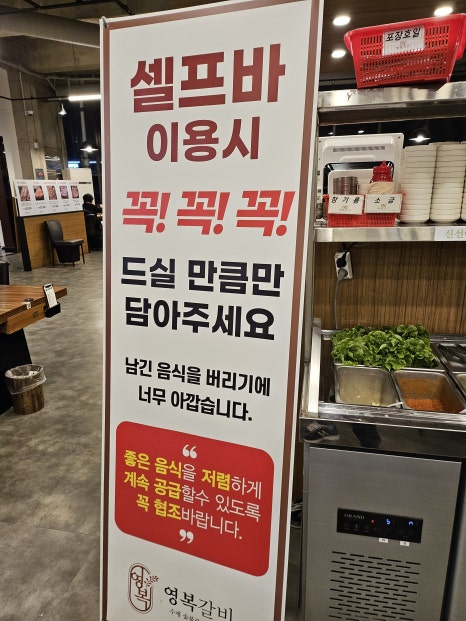 셀프바
이용시
꼭! 꼭! 꼭!
드실 만큼만
담아주세요
남긴 음식을 버리기에
너무 아깝습니다.
“
좋은 음식을 저렴하게
계속 공급할수 있도록
꼭 협조바랍니다.
”
영복
영복갈비
포장호일
참기름
소금
신선
GRAND